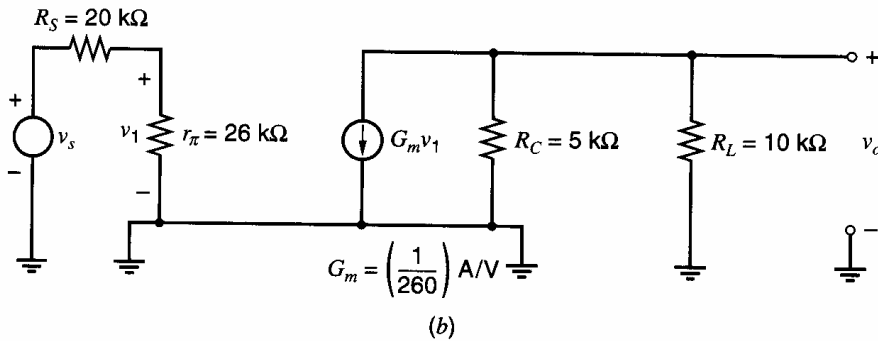 R_S = 20 kΩ
+
v_s
−
+
v_1
−
r_π = 26 kΩ
G_m v_1
R_C = 5 kΩ
R_L = 10 kΩ
+
v_o
−
G_m = (1/260) A/V
(b)